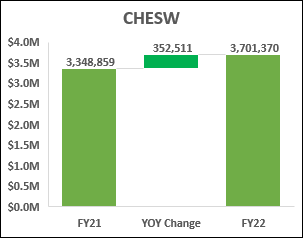 CHESW
$4.0M
$3.5M
$3.0M
$2.5M
$2.0M
$1.5M
$1.0M
$0.5M
$0.0M
3,348,859
352,511
3,701,370
FY21
YOY Change
FY22